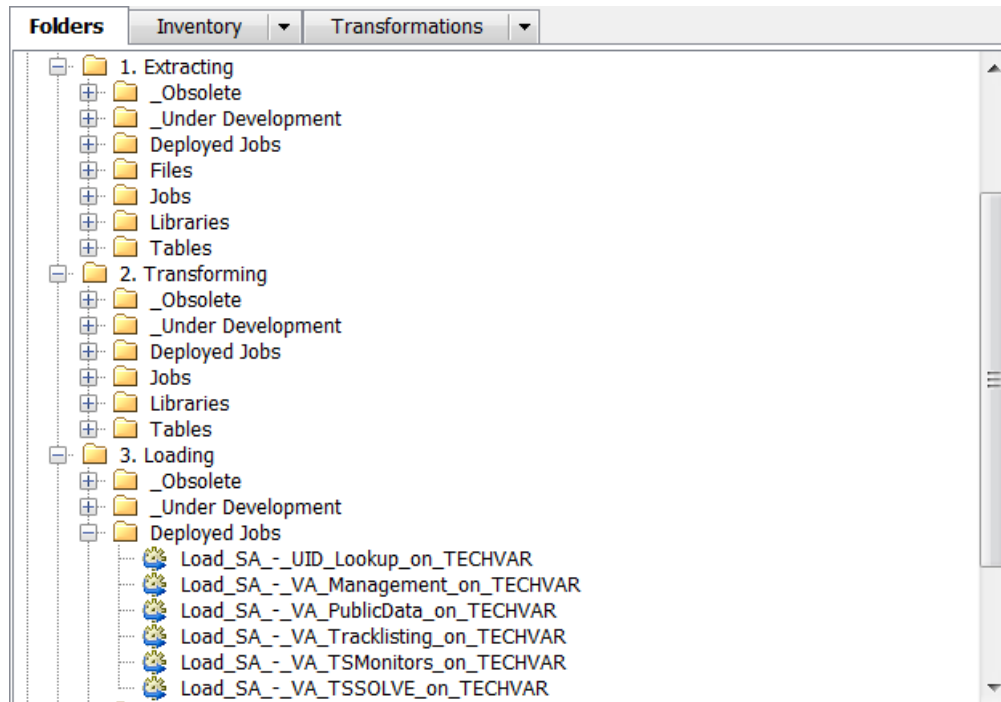 Folders Inventory Transformations
1. Extracting
_Obsolete
_Under Development
Deployed Jobs
Files
Jobs
Libraries
Tables
2. Transforming
_Obsolete
_Under Development
Deployed Jobs
Jobs
Libraries
Tables
3. Loading
_Obsolete
_Under Development
Deployed Jobs
Load_SA_-_UID_Lookup_on_TECHVAR
Load_SA_-_VA_Management_on_TECHVAR
Load_SA_-_VA_PublicData_on_TECHVAR
Load_SA_-_VA_Tracklisting_on_TECHVAR
Load_SA_-_VA_TSMonitors_on_TECHVAR
Load_SA_-_VA_TSSOLVE_on_TECHVAR